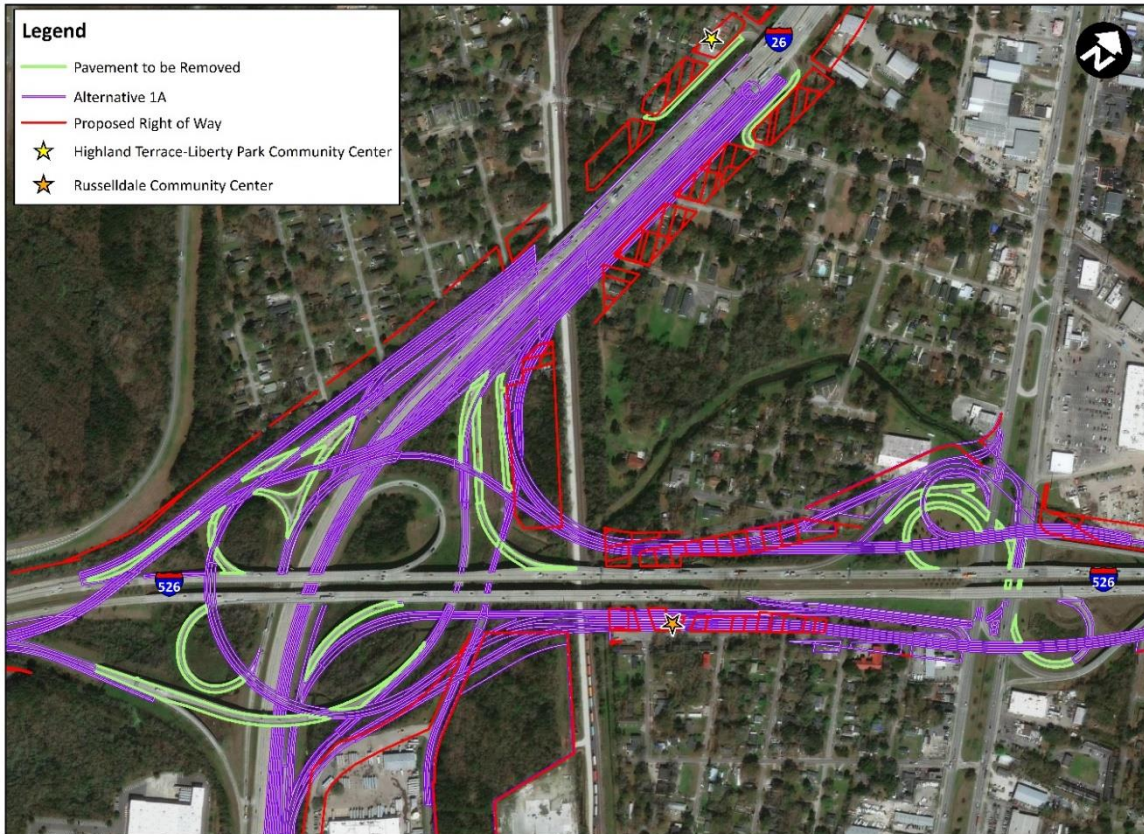 Legend
Pavement to be Removed
Alternative 1A
Proposed Right of Way
Highland Terrace-Liberty Park Community Center
Russelldale Community Center
26
N
526
526